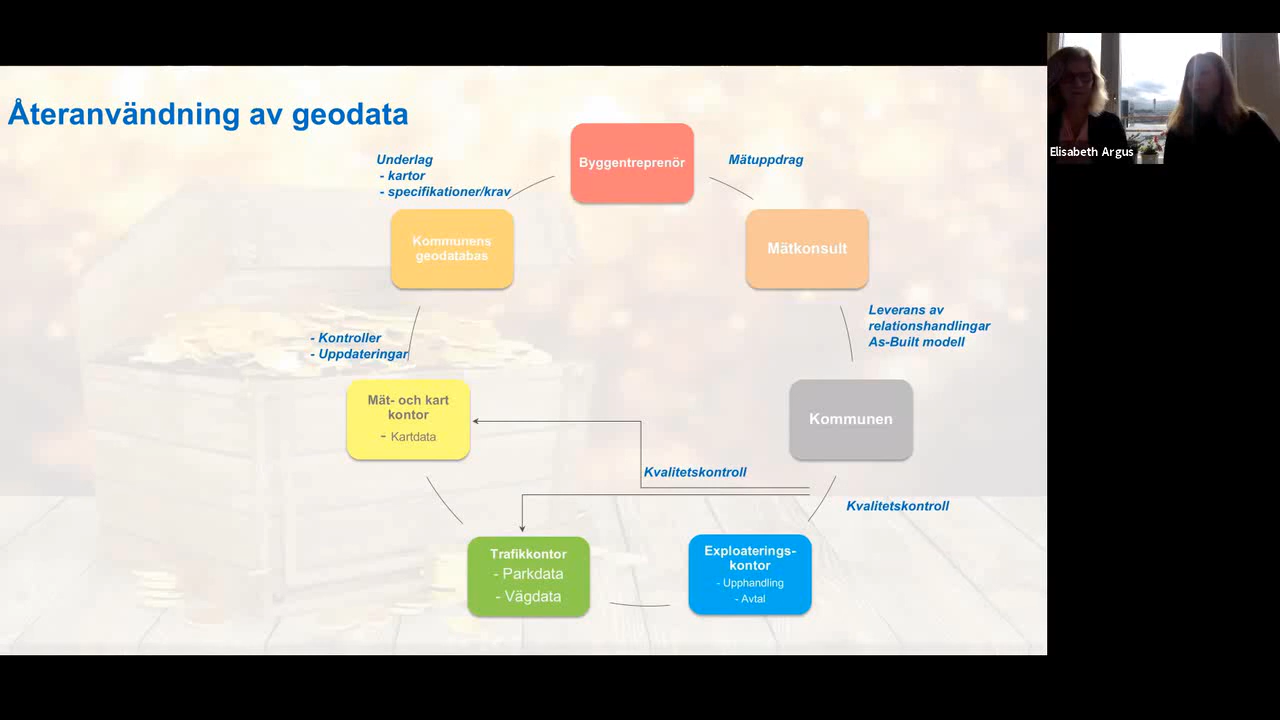 Återanvändning av geodata
Underlag
- kartor
- specifikationer/krav
Byggentreprenör
Mätuppdrag
Elisabeth Argus
Kommunens
geodatabas
Mätkonsult
Leverans av
relationshandlingar
As-Built modell
- Kontroller
- Uppdateringar
Mät- och kart
kontor
- Kartdata
Kommunen
Kvalitetskontroll
Kvalitetskontroll
Trafikkontor
- Parkdata
- Vägdata
Exploaterings-
kontor
- Upphandling
- Avtal